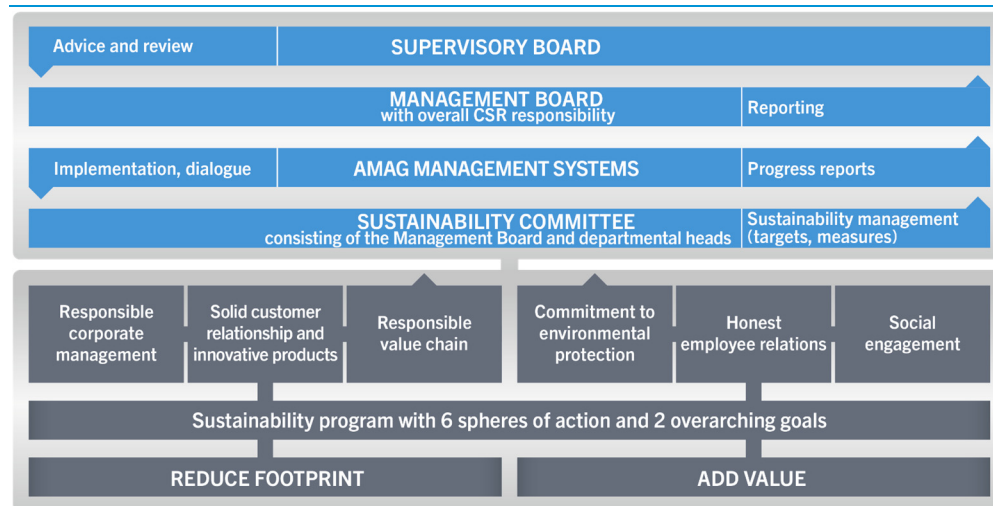 Advice and review
SUPERVISORY BOARD
MANAGEMENT BOARD
with overall CSR responsibility
Reporting
Implementation, dialogue
AMAG MANAGEMENT SYSTEMS
Progress reports
SUSTAINABILITY COMMITTEE
consisting of the Management Board and departmental heads
Sustainability management
(targets, measures)
Responsible
corporate
management
Solid customer
relationship and
innovative products
Responsible
value chain
Commitment to
environmental
protection
Honest
employee relations
Social
engagement
Sustainability program with 6 spheres of action and 2 overarching goals
REDUCE FOOTPRINT
ADD VALUE